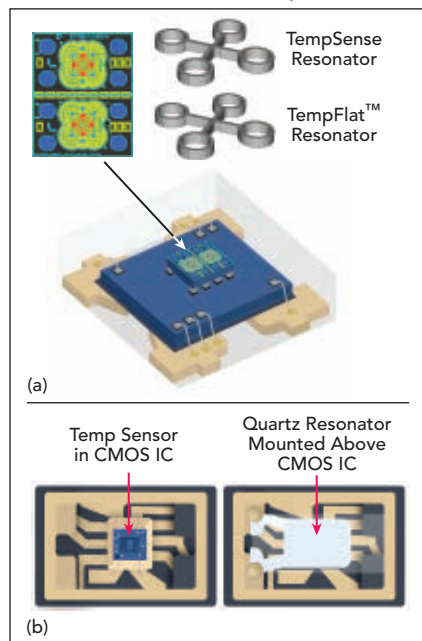 TempSense
Resonator
TempFlat™
Resonator
(a)
Temp Sensor
in CMOS IC
Quartz Resonator
Mounted Above
CMOS IC
(b)